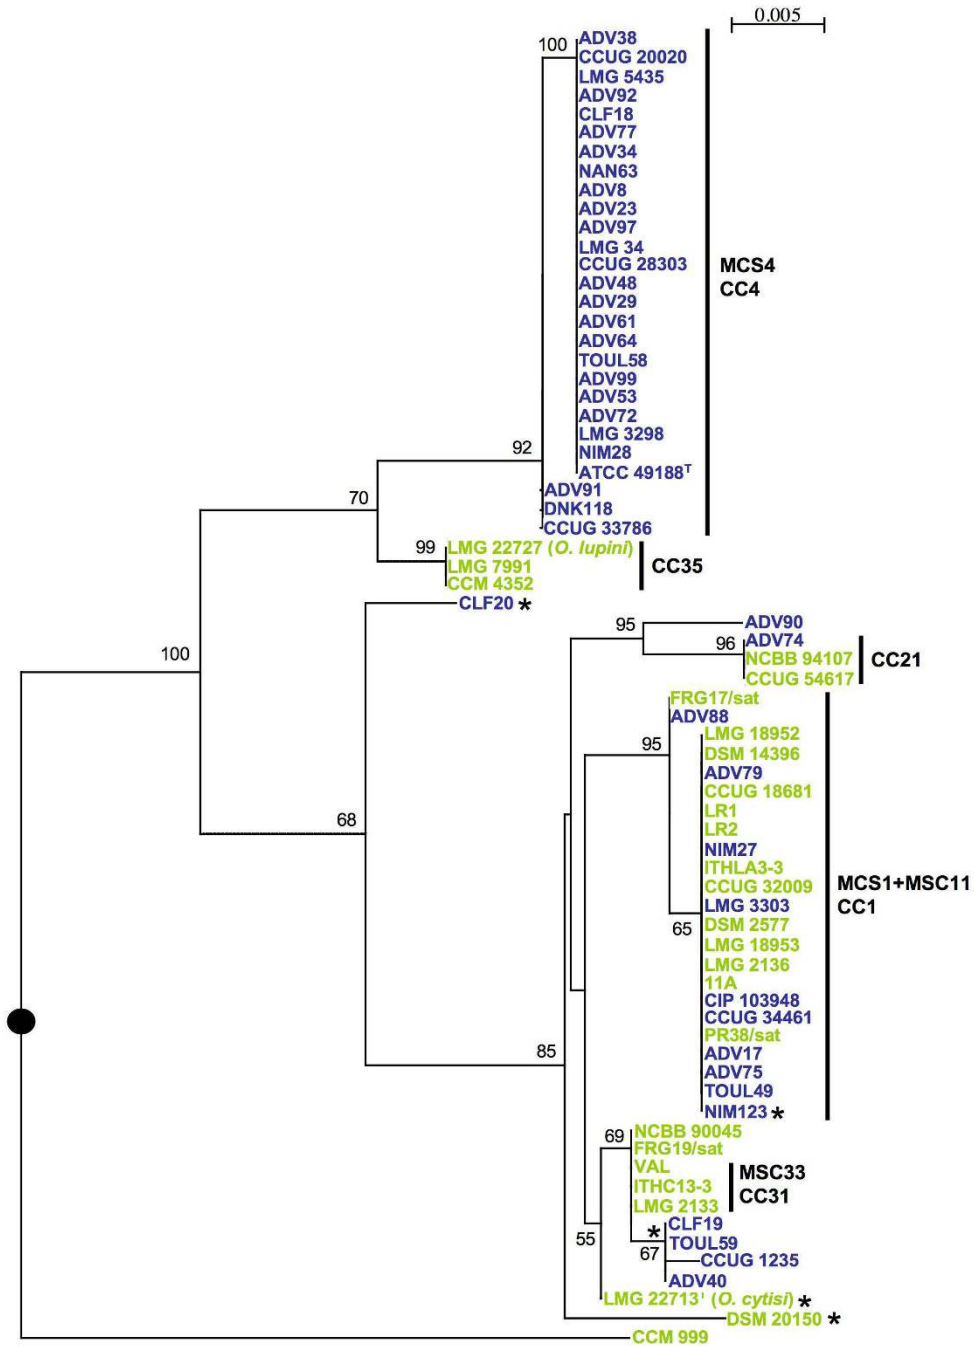 0.005
ADV38
100
CCUG 20020
LMG 5435
ADV92
CLF18
ADV77
ADV34
NAN63
ADV8
ADV23
ADV97
LMG 34
CCUG 28303
MCS4
CC4
ADV48
ADV29
ADV61
ADV64
TOUL58
ADV99
ADV53
ADV72
LMG 3298
NIM28
92
ATCC 49188ᵀ
ADV91
70
DNK118
CCUG 33786
99
LMG 22727 (O. lupini)
LMG 7991
CC35
CCM 4352
CLF20 *
ADV90
95
ADV74
96
NCBB 94107
CC21
100
CCUG 54617
FRG17/sat
ADV88
LMG 18952
95
DSM 14396
ADV79
CCUG 18681
LR1
68
LR2
NIM27
ITHLA3-3
CCUG 32009
MCS1+MSC11
CC1
LMG 3303
65
DSM 2577
LMG 18953
LMG 2136
11A
CIP 103948
CCUG 34461
PR38/sat
85
ADV17
ADV75
TOUL49
NIM123 *
69
NCBB 90045
FRG19/sat
VAL
MSC33
CC31
ITHC13-3
LMG 2133
* CLF19
55
TOUL59
67
CCUG 1235
ADV40
LMG 22713' (O. cytisi) *
DSM 20150 *
CCM 999